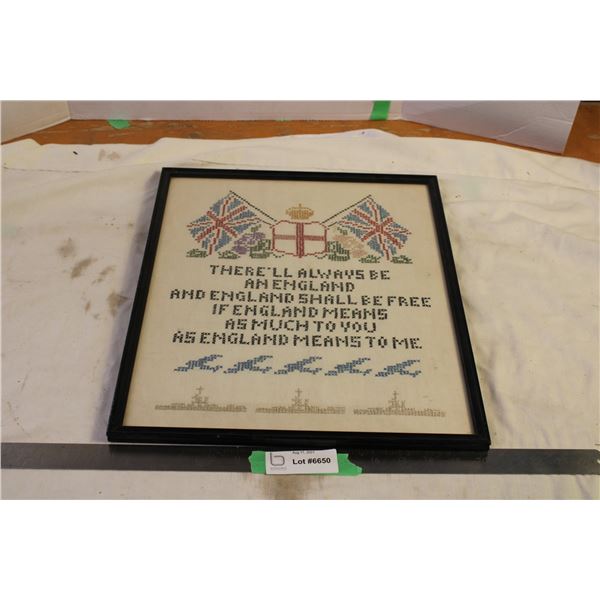 THERE'LL ALWAYS BE
AN ENGLAND
AND ENGLAND SHALL BE FREE
IF ENGLAND MEANS
AS MUCH TO YOU
AS ENGLAND MEANS TO ME
Lot #6650